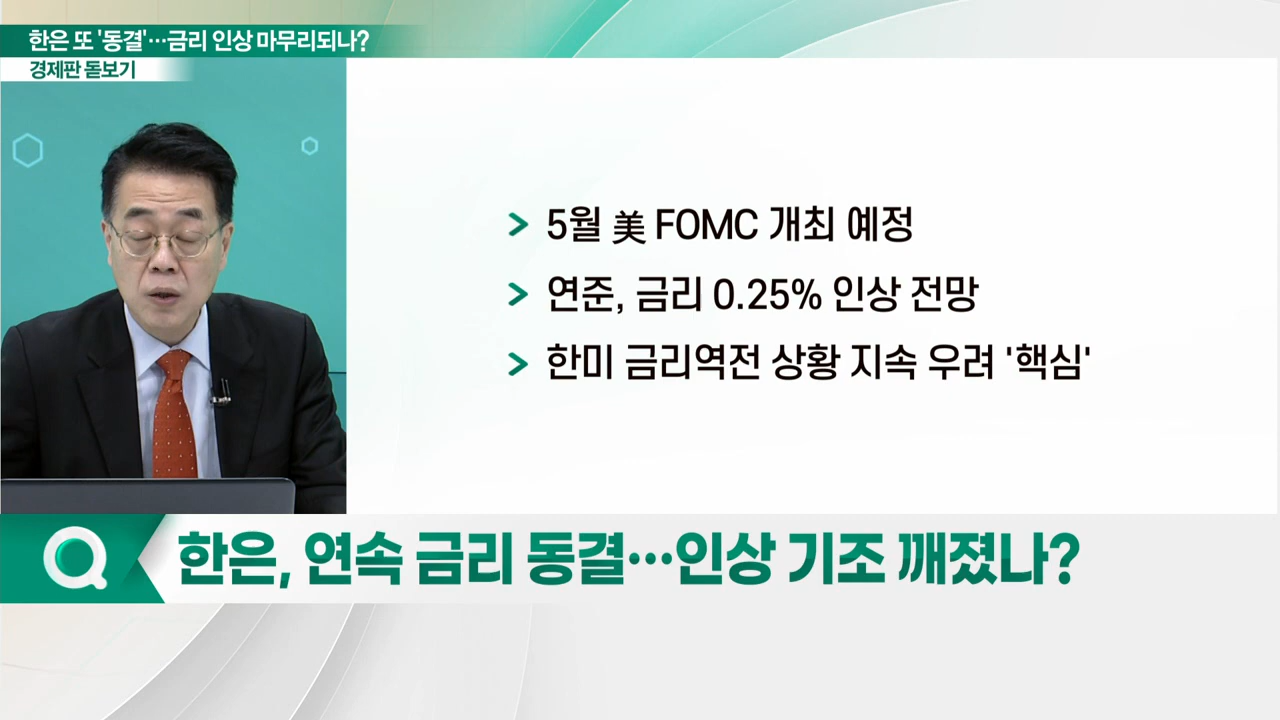 한은 또 '동결'…금리 인상 마무리되나?
경제판 돋보기
> 5월 美 FOMC 개최 예정
> 연준, 금리 0.25% 인상 전망
> 한미 금리역전 상황 지속 우려 '핵심'
한은, 연속 금리 동결…인상 기조 깨졌나?